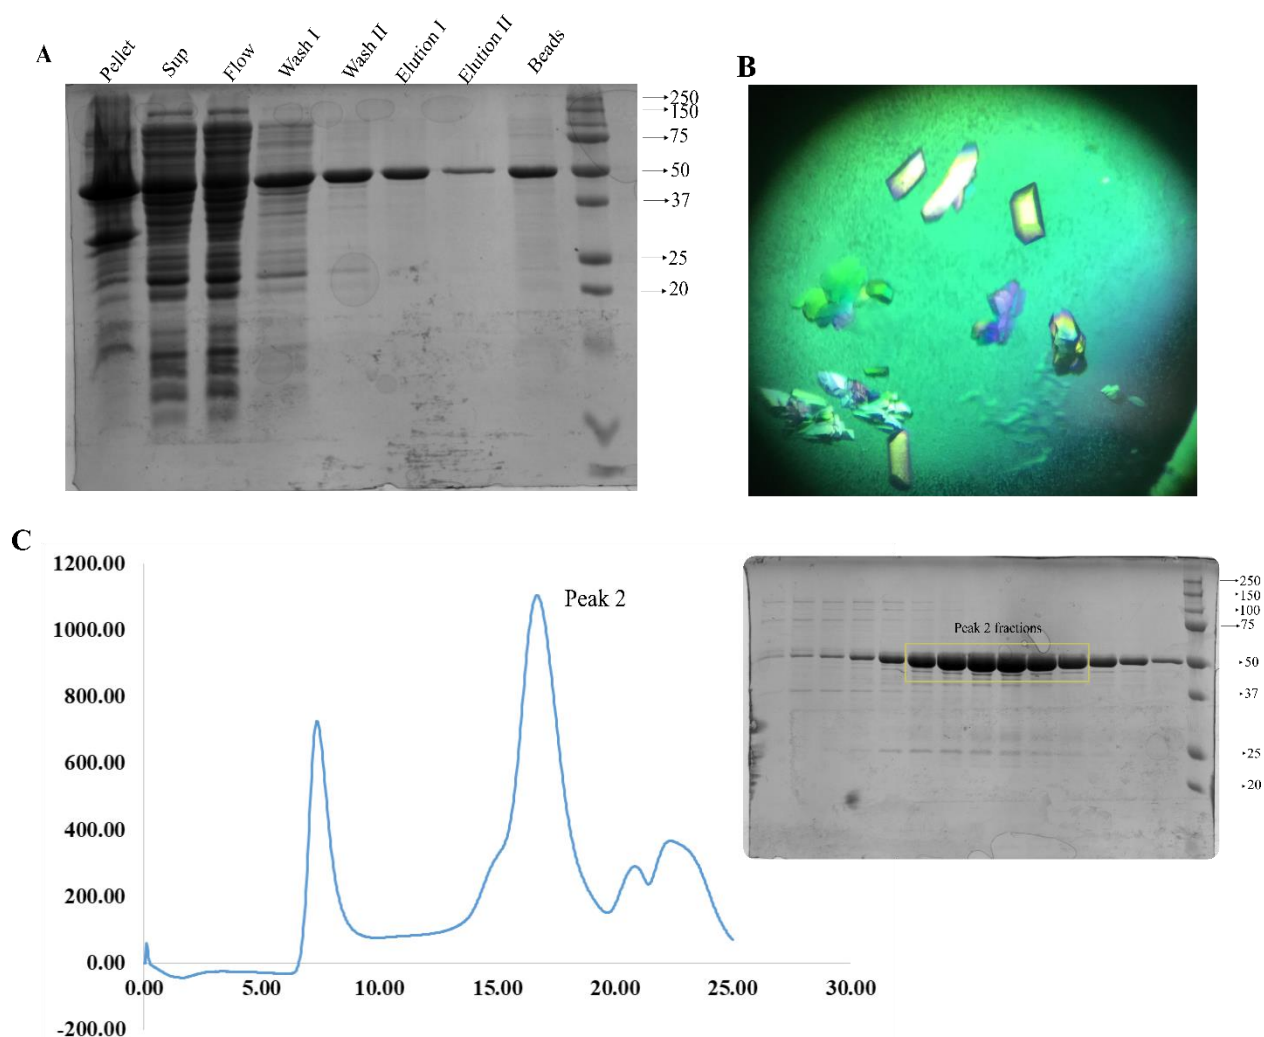 A
Pellet
Sup
Flow
Wash I
Wash II
Elution I
Elution II
Beads
250
150
75
50
37
25
20
B
C
1200.00
1000.00
800.00
600.00
400.00
200.00
0.00
-200.00
0.00
5.00
10.00
15.00
20.00
25.00
30.00
Peak 2
Peak 2 fractions
250
150
100
75
50
37
25
20